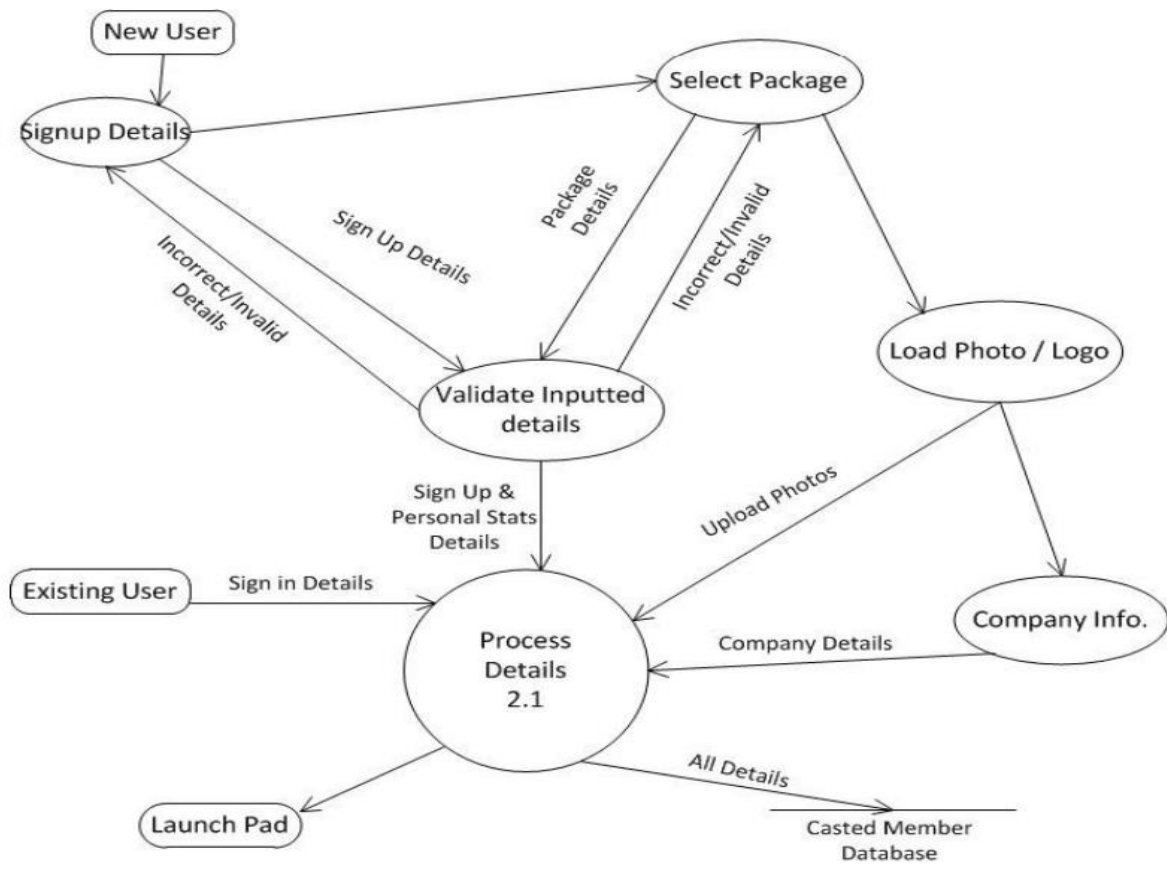 New User
Select Package
Signup Details
Package
Details
Sign Up Details
Incorrect/Invalid
Details
Incorrect/Invalid
Details
Load Photo / Logo
Validate Inputted
details
Sign Up &
Personal Stats
Details
Upload Photos
Existing User
Sign in Details
Company Info.
Process
Details
2.1
Company Details
All Details
Launch Pad
Casted Member
Database